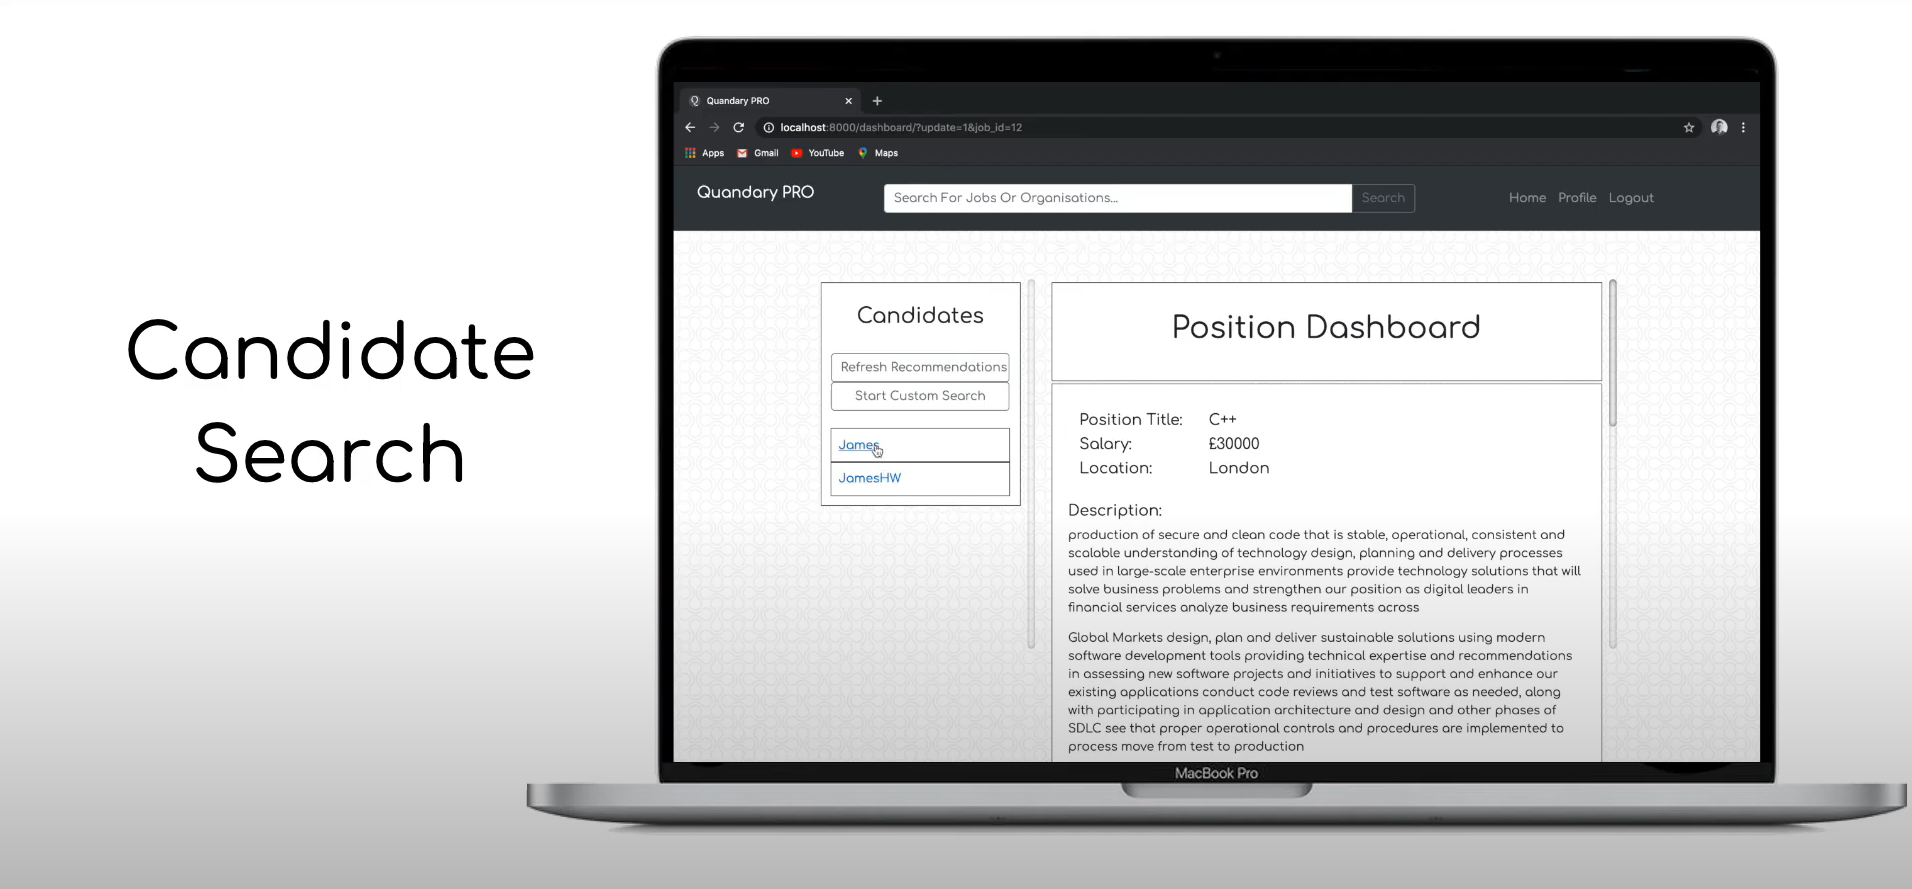 Candidate
Search
Quandary PRO
localhost:8000/dashboard/?update=1&job_id=12
Apps Gmail YouTube Maps
Quandary PRO
Search For Jobs Or Organisations...
Search
Home Profile Logout
Candidates
Refresh Recommendations
Start Custom Search
James
JamesHW
Position Dashboard
Position Title: C++
Salary: £30000
Location: London
Description:
production of secure and clean code that is stable, operational, consistent and
scalable understanding of technology design, planning and delivery processes
used in large-scale enterprise environments provide technology solutions that will
solve business problems and strengthen our position as digital leaders in
financial services analyze business requirements across
Global Markets design, plan and deliver sustainable solutions using modern
software development tools providing technical expertise and recommendations
in assessing new software projects and initiatives to support and enhance our
existing applications conduct code reviews and test software as needed, along
with participating in application architecture and design and other phases of
SDLC see that proper operational controls and procedures are implemented to
process move from test to production
MacBook Pro